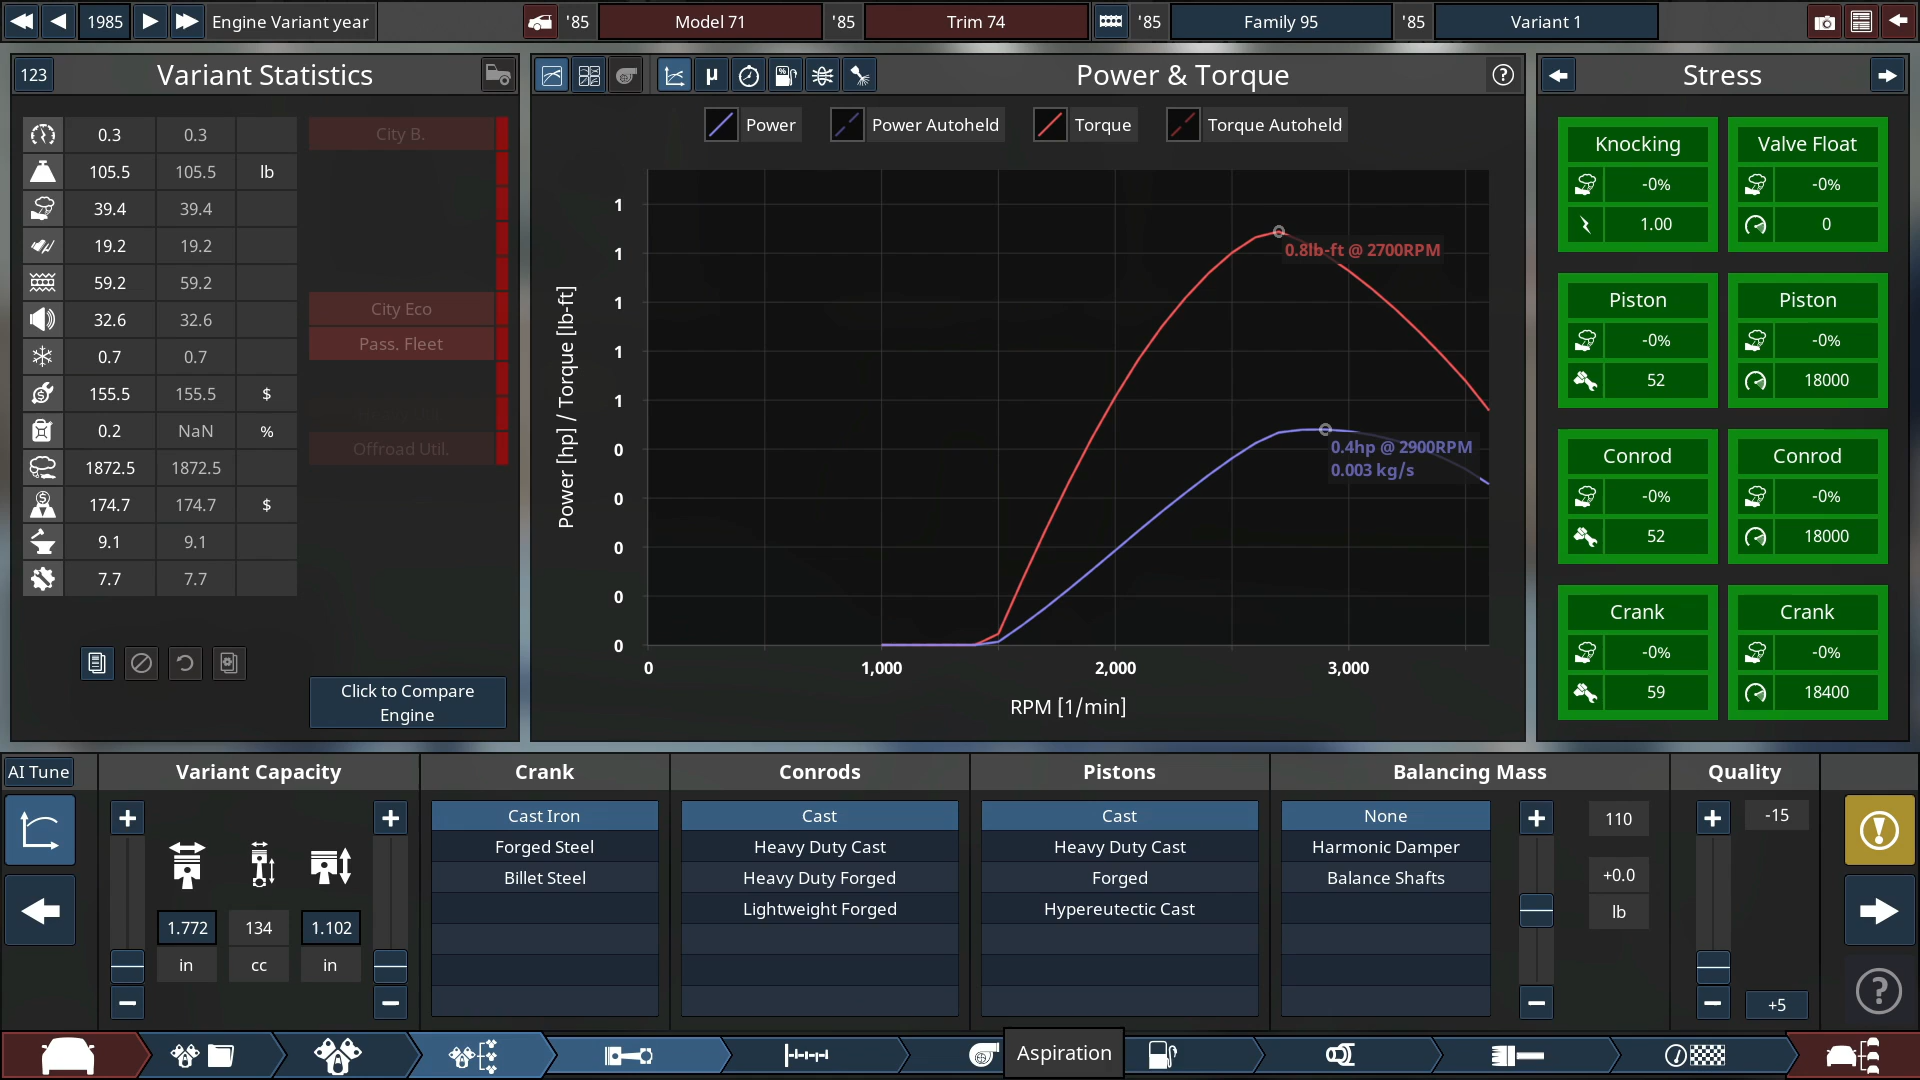 1985
Engine Variant year
'85
Model 71
'85
Trim 74
'85
Family 95
'85
Variant 1
123
Variant Statistics
0.3 0.3
105.5 105.5 lb
39.4 39.4
19.2 19.2
59.2 59.2
32.6 32.6
0.7 0.7
155.5 155.5 $
0.2 NaN %
1872.5 1872.5
174.7 174.7 $
9.1 9.1
7.7 7.7
City B.
City Eco
Pass. Fleet
Offroad Util.
Click to Compare
Engine
μ
Power & Torque
?
Power
Power Autoheld
Torque
Torque Autoheld
1
1
1
1
1
0
0
0
0
0
Power [hp] / Torque [lb-ft]
0.8lb-ft @ 2700RPM
0.4hp @ 2900RPM
0.003 kg/s
0 1,000 2,000 3,000
RPM [1/min]
Stress
Knocking
-0%
1.00
Valve Float
-0%
0
Piston
-0%
52
Piston
-0%
18000
Conrod
-0%
52
Conrod
-0%
18000
Crank
-0%
59
Crank
-0%
18400
AI Tune
Variant Capacity
1.772 134 1.102
in cc in
Crank
Cast Iron
Forged Steel
Billet Steel
Conrods
Cast
Heavy Duty Cast
Heavy Duty Forged
Lightweight Forged
Pistons
Cast
Heavy Duty Cast
Forged
Hypereutectic Cast
Balancing Mass
None
Harmonic Damper
Balance Shafts
110
+0.0
lb
Quality
-15
+5
?
Aspiration